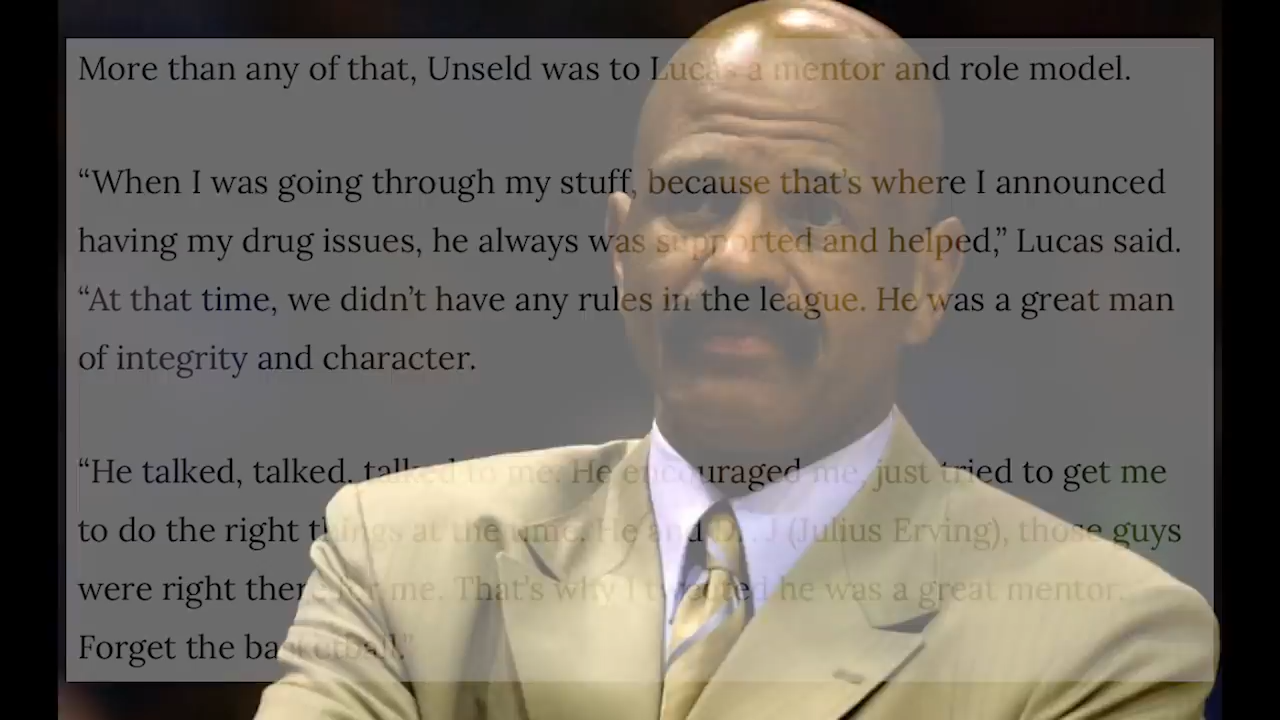 More than any of that, Unseld was to Lucas a mentor and role model.
“When I was going through my stuff, because that’s where I announced
having my drug issues, he always was supported and helped,” Lucas said.
“At that time, we didn’t have any rules in the league. He was a great man
of integrity and character.
“He talked, talked. talked to me. He encouraged me, just tried to get me
to do the right things at the time. He and Dr. J (Julius Erving), those guys
were right there for me. That's why I tweeted he was a great mentor.
Forget the basketball.”